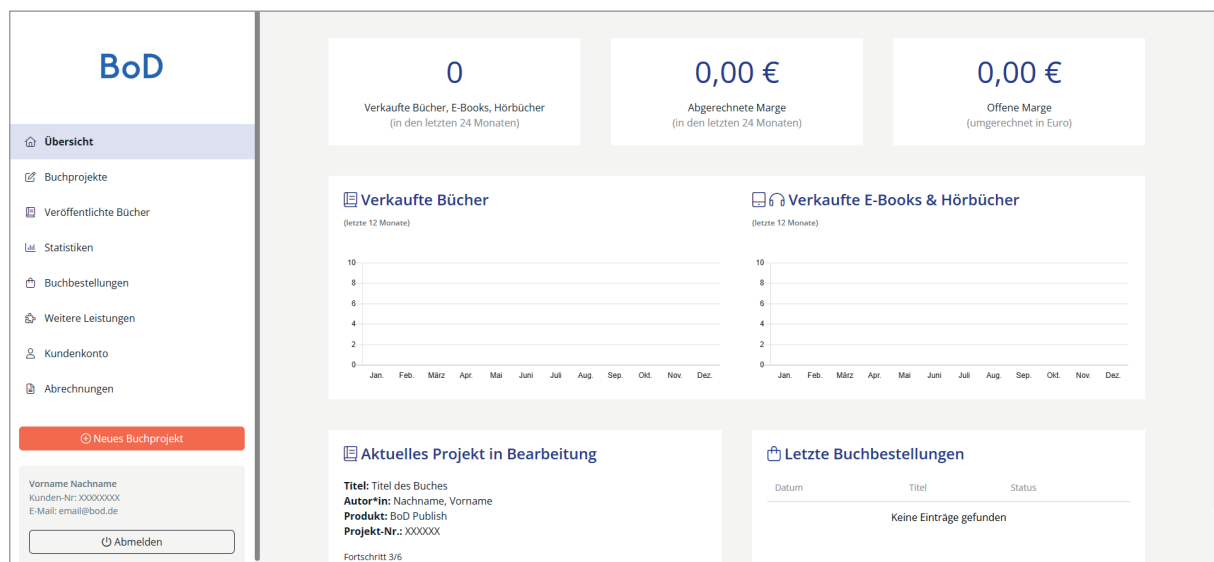 BoD
Übersicht
Buchprojekte
Veröffentlichte Bücher
Statistiken
Buchbestellungen
Weitere Leistungen
Kundenkonto
Abrechnungen
Neues Buchprojekt
Vorname Nachname
Kunden-Nr: XXXXXXXX
E-Mail: email@bod.de
Abmelden
0
Verkaufte Bücher, E-Books, Hörbücher
(in den letzten 24 Monaten)
0,00 €
Abgerechnete Marge
(in den letzten 24 Monaten)
0,00 €
Offene Marge
(umgerechnet in Euro)
Verkaufte Bücher
(letzte 12 Monate)
10
8
6
4
2
0
Jan. Feb. März Apr. Mai Juni Juli Aug. Sep. Okt. Nov. Dez.
Verkaufte E-Books & Hörbücher
(letzte 12 Monate)
10
8
6
4
2
0
Jan. Feb. März Apr. Mai Juni Juli Aug. Sep. Okt. Nov. Dez.
Aktuelles Projekt in Bearbeitung
Titel: Titel des Buches
Autor*in: Nachname, Vorname
Produkt: BoD Publish
Projekt-Nr.: XXXXXX
Fortschritt 3/6
Letzte Buchbestellungen
Datum Titel Status
Keine Einträge gefunden